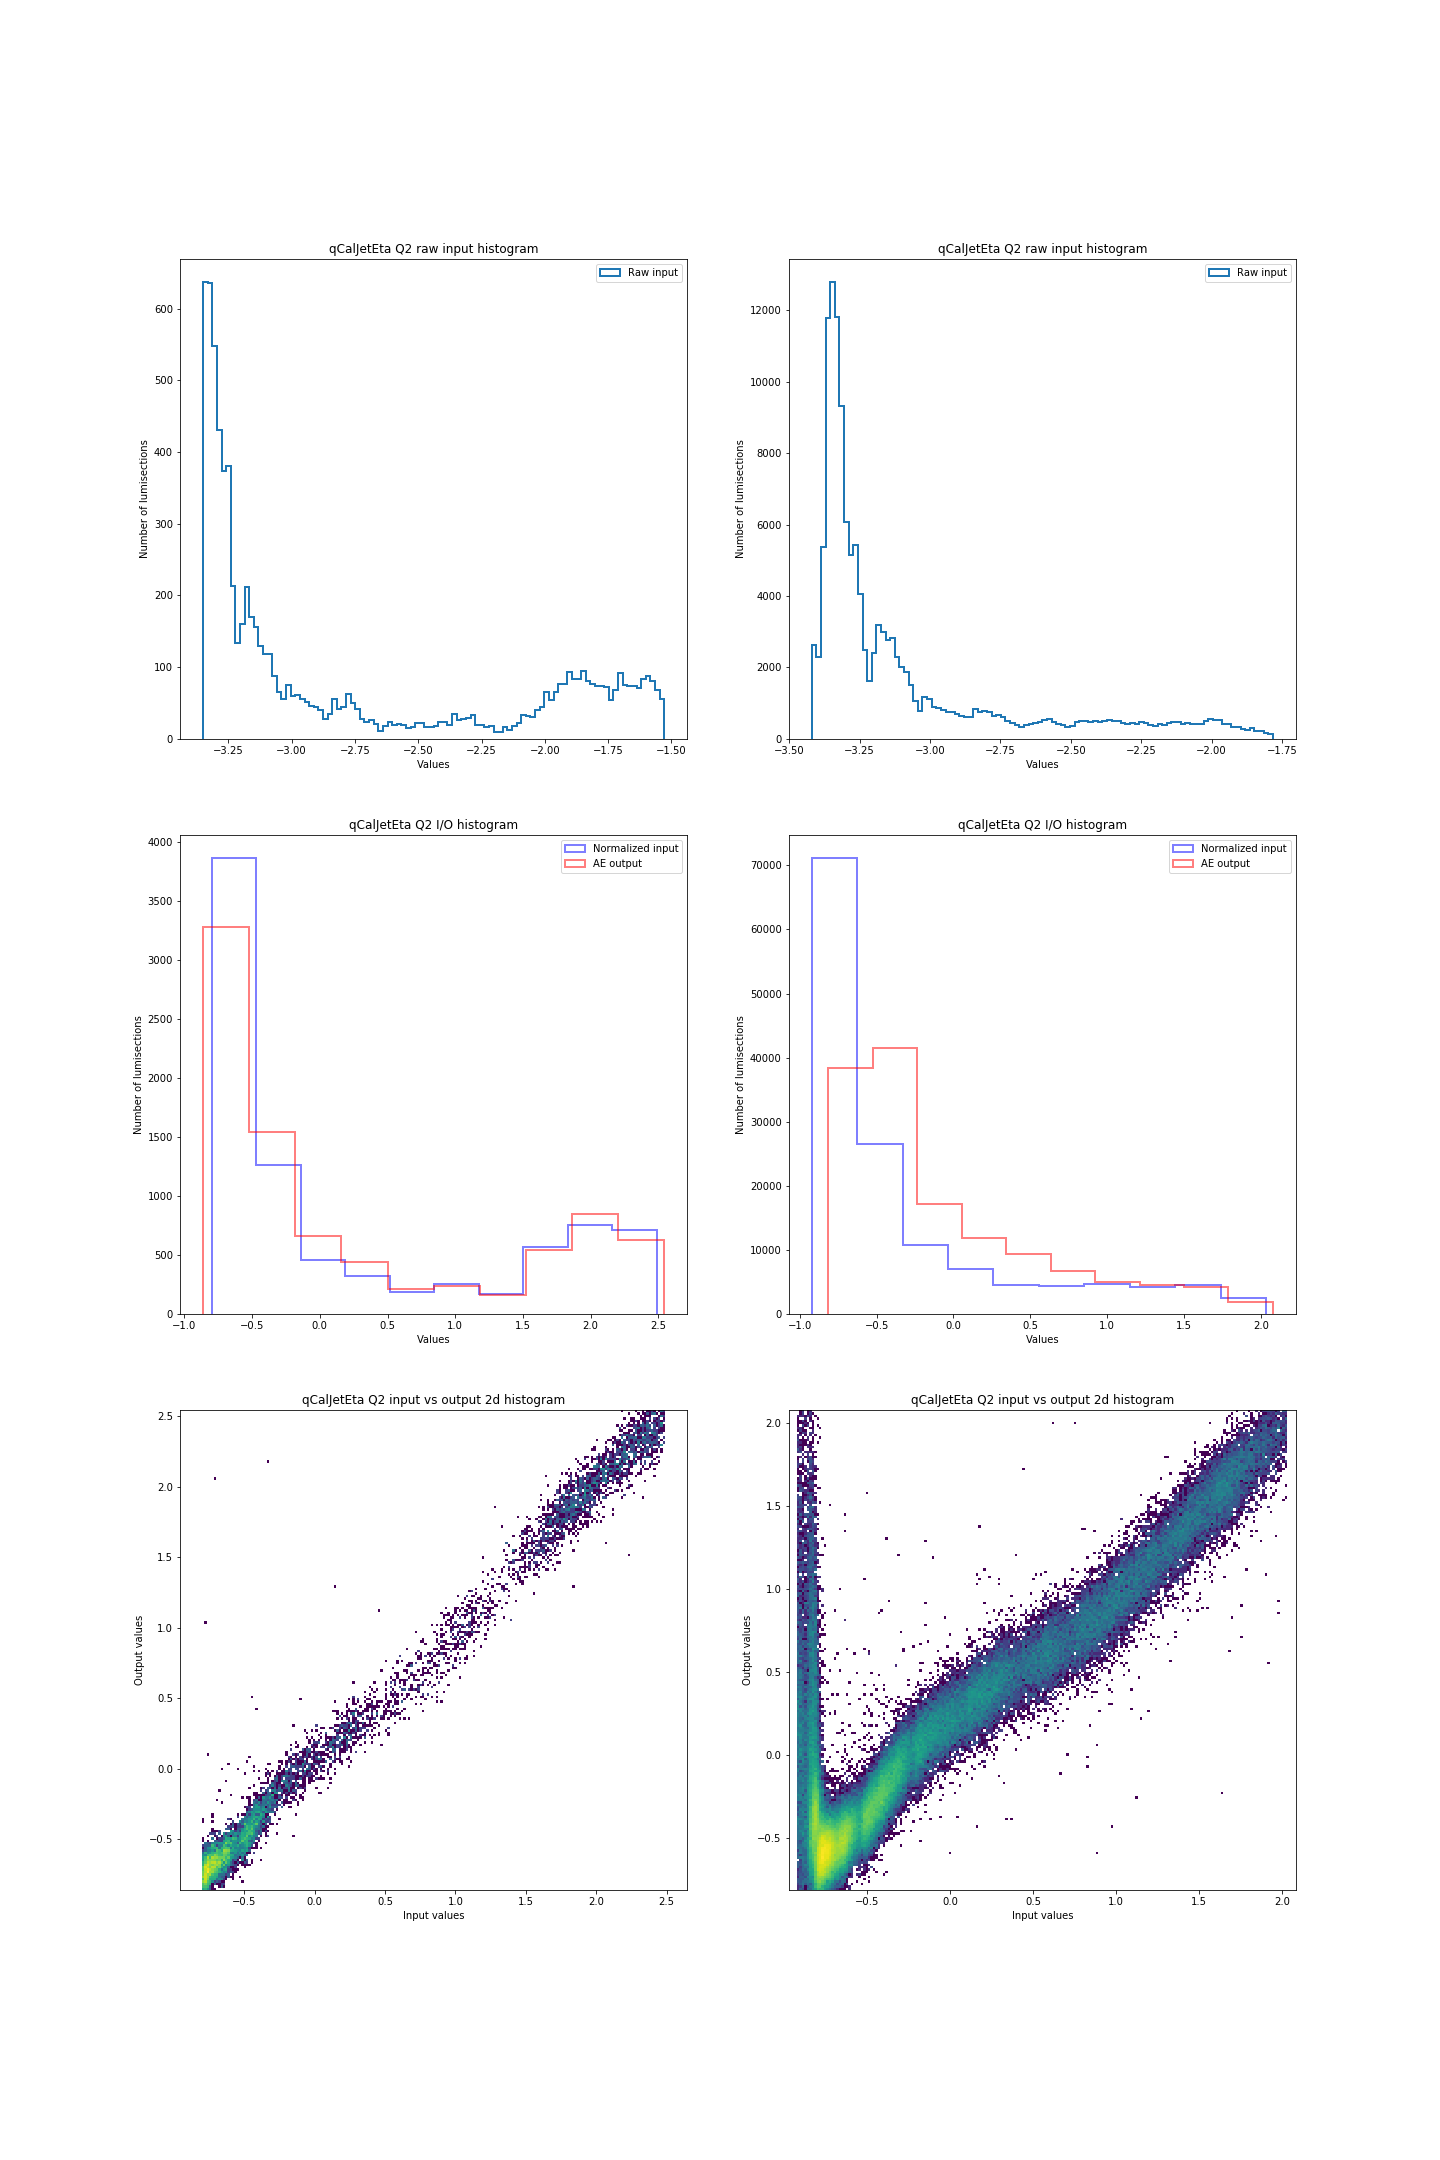 qCalJetEta Q2 raw input histogram
Raw input
Number of lumisections
600
500
400
300
200
100
0
−3.25 −3.00 −2.75 −2.50 −2.25 −2.00 −1.75 −1.50
Values
qCalJetEta Q2 raw input histogram
Raw input
Number of lumisections
12000
10000
8000
6000
4000
2000
0
−3.50 −3.25 −3.00 −2.75 −2.50 −2.25 −2.00 −1.75
Values
qCalJetEta Q2 I/O histogram
Normalized input
AE output
Number of lumisections
4000
3500
3000
2500
2000
1500
1000
500
0
−1.0 −0.5 0.0 0.5 1.0 1.5 2.0 2.5
Values
qCalJetEta Q2 I/O histogram
Normalized input
AE output
Number of lumisections
70000
60000
50000
40000
30000
20000
10000
0
−1.0 −0.5 0.0 0.5 1.0 1.5 2.0
Values
qCalJetEta Q2 input vs output 2d histogram
Output values
2.5
2.0
1.5
1.0
0.5
0.0
−0.5
−0.5 0.0 0.5 1.0 1.5 2.0 2.5
Input values
qCalJetEta Q2 input vs output 2d histogram
Output values
2.0
1.5
1.0
0.5
0.0
−0.5
−0.5 0.0 0.5 1.0 1.5 2.0
Input values